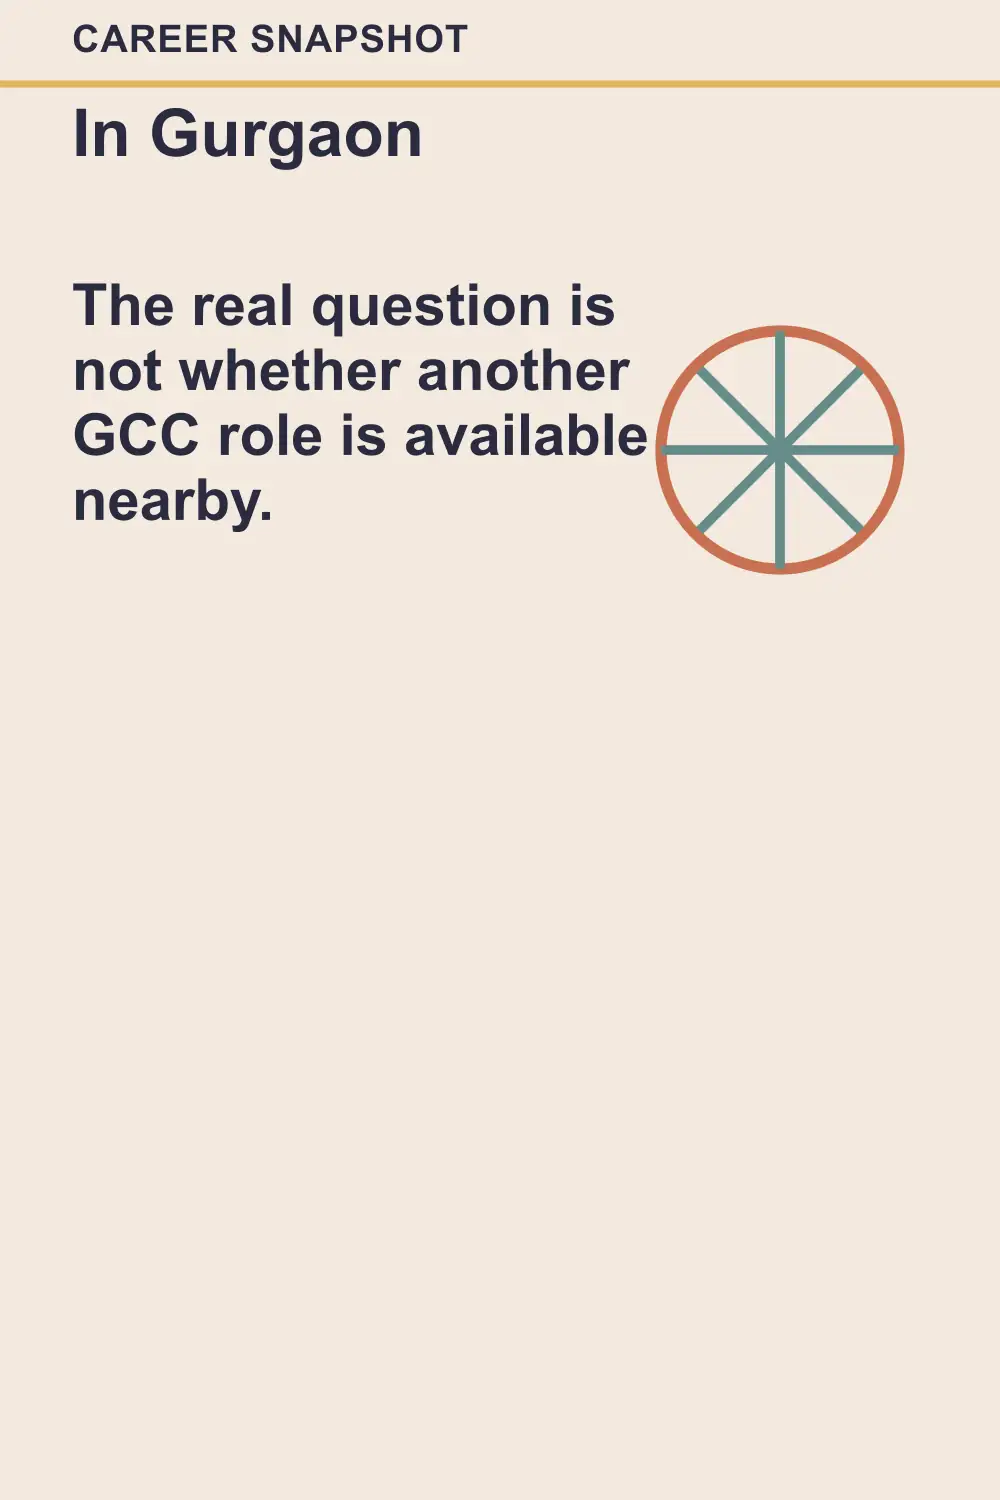 CAREER SNAPSHOT
In Gurgaon
The real question is
not whether another
GCC role is available
nearby.